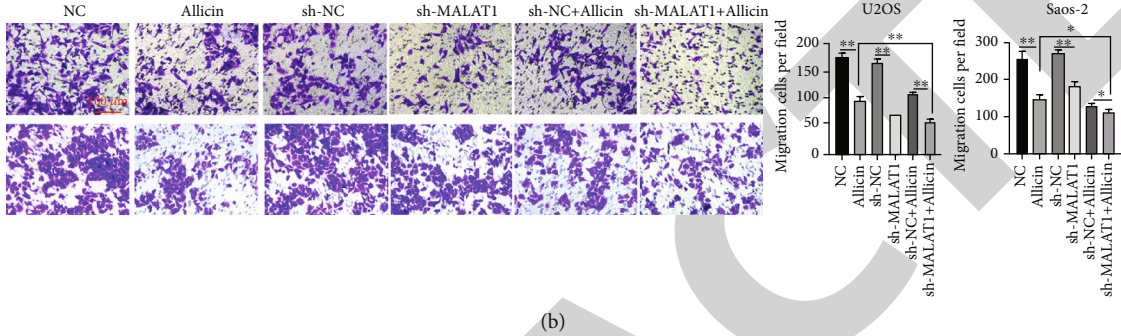 NC Allicin sh-NC sh-MALAT1 sh-NC+Allicin sh-MALAT1+Allicin
100 μm
U2OS
Migration cells per field
200
150
100
50
0
** ** ** **
NC
Allicin
sh-NC
sh-MALAT1
sh-NC+Allicin
sh-MALAT1+Allicin
Saos-2
Migration cells per field
300
200
100
0
** ** * *
NC
Allicin
sh-NC
sh-MALAT1
sh-NC+Allicin
sh-MALAT1+Allicin
(b)